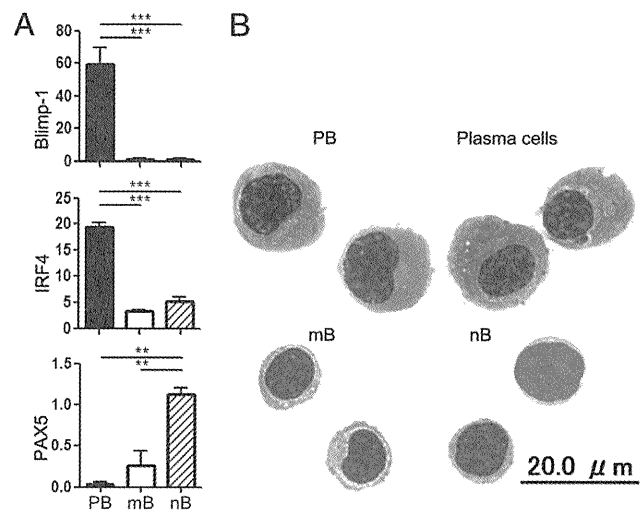 A
***
***
80
60
40
20
0
Blimp-1
***
***
25
20
15
10
5
0
IRF4
**
**
1.5
1.0
0.5
0.0
PAX5
PB mB nB
B
PB Plasma cells
mB nB
20.0 μm